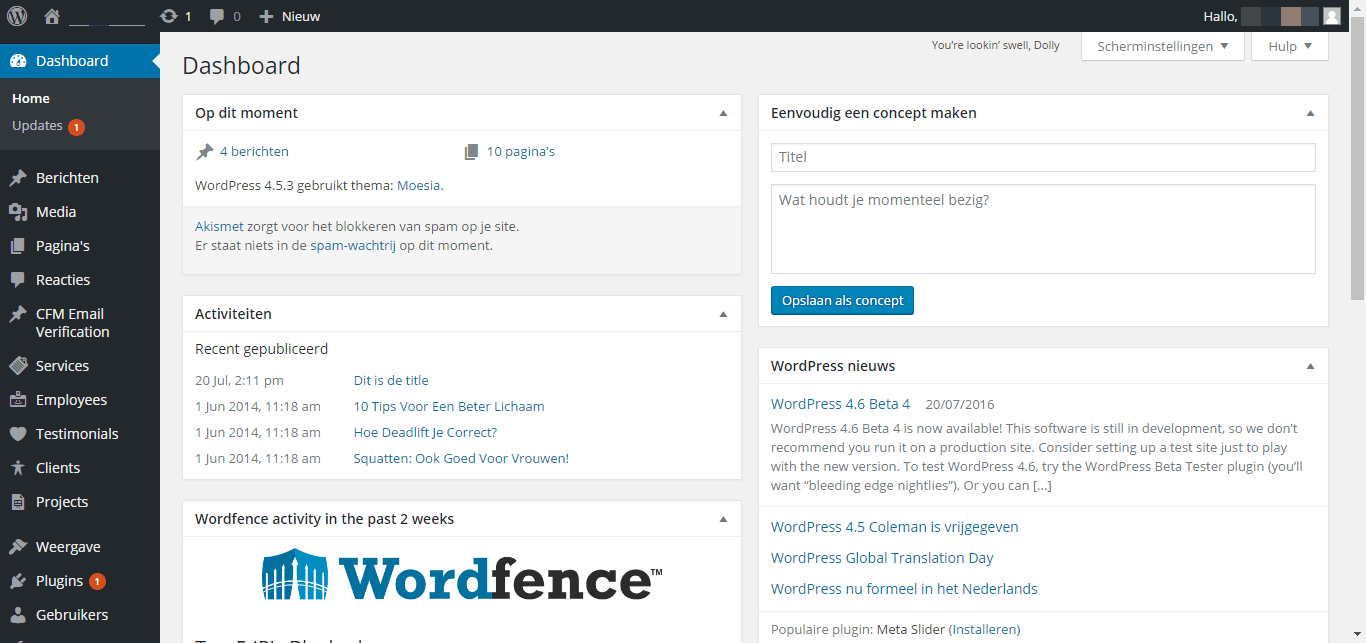 1 0 Nieuw Hallo,
Dashboard
Home
Updates 1
Berichten
Media
Pagina's
Reacties
CFM Email
Verification
Services
Employees
Testimonials
Clients
Projects
Weergave
Plugins 1
Gebruikers
You're lookin' swell, Dolly
Scherminstellingen
Hulp
Dashboard
Op dit moment
4 berichten
10 pagina's
WordPress 4.5.3 gebruikt thema: Moesia.
Akismet zorgt voor het blokkeren van spam op je site.
Er staat niets in de spam-wachtrij op dit moment.
Activiteiten
Recent gepubliceerd
20 Jul, 2:11 pm Dit is de title
1 Jun 2014, 11:18 am 10 Tips Voor Een Beter Lichaam
1 Jun 2014, 11:18 am Hoe Deadlift Je Correct?
1 Jun 2014, 11:18 am Squatten: Ook Goed Voor Vrouwen!
Wordfence activity in the past 2 weeks
Wordfence™
Eenvoudig een concept maken
Titel
Wat houdt je momenteel bezig?
Opslaan als concept
WordPress nieuws
WordPress 4.6 Beta 4 20/07/2016
WordPress 4.6 Beta 4 is now available! This software is still in development, so we don't
recommend you run it on a production site. Consider setting up a test site just to play
with the new version. To test WordPress 4.6, try the WordPress Beta Tester plugin (you'll
want “bleeding edge nightlies”). Or you can […]
WordPress 4.5 Coleman is vrijgegeven
WordPress Global Translation Day
WordPress nu formeel in het Nederlands
Populaire plugin: Meta Slider (Installeren)